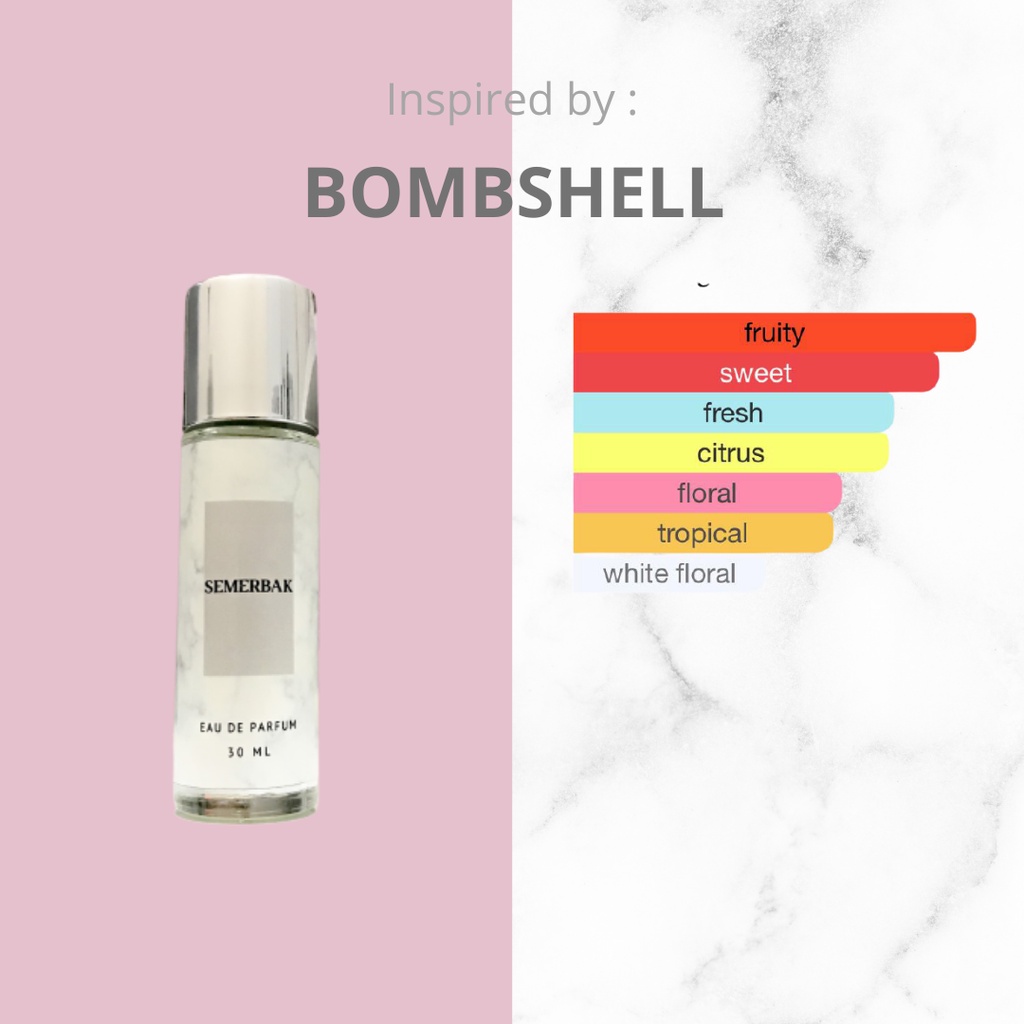 Inspired by :
BOMBSHELL
fruity
sweet
fresh
citrus
floral
tropical
white floral
SEMERBAK
EAU DE PARFUM
30 ML